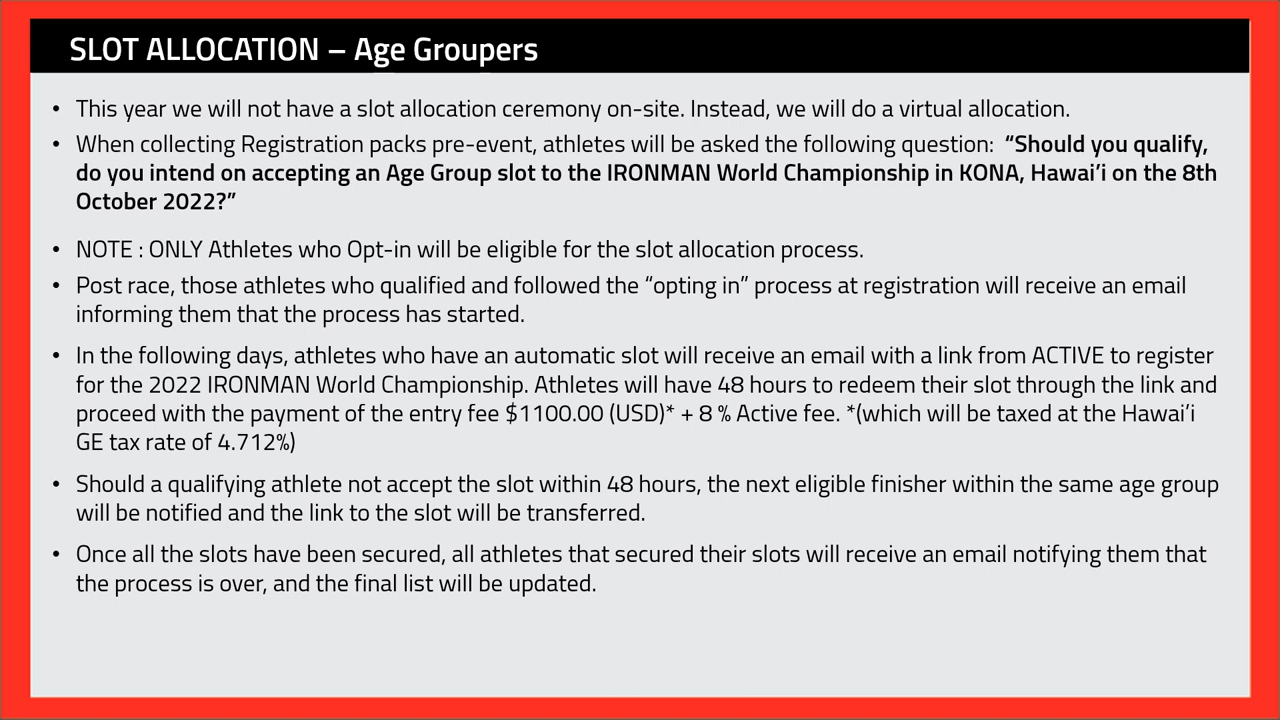 SLOT ALLOCATION – Age Groupers
• This year we will not have a slot allocation ceremony on-site. Instead, we will do a virtual allocation.
• When collecting Registration packs pre-event, athletes will be asked the following question: “Should you qualify,
do you intend on accepting an Age Group slot to the IRONMAN World Championship in KONA, Hawai’i on the 8th
October 2022?”
• NOTE : ONLY Athletes who Opt-in will be eligible for the slot allocation process.
• Post race, those athletes who qualified and followed the “opting in” process at registration will receive an email
informing them that the process has started.
• In the following days, athletes who have an automatic slot will receive an email with a link from ACTIVE to register
for the 2022 IRONMAN World Championship. Athletes will have 48 hours to redeem their slot through the link and
proceed with the payment of the entry fee $1100.00 (USD)* + 8 % Active fee. *(which will be taxed at the Hawai’i
GE tax rate of 4.712%)
• Should a qualifying athlete not accept the slot within 48 hours, the next eligible finisher within the same age group
will be notified and the link to the slot will be transferred.
• Once all the slots have been secured, all athletes that secured their slots will receive an email notifying them that
the process is over, and the final list will be updated.